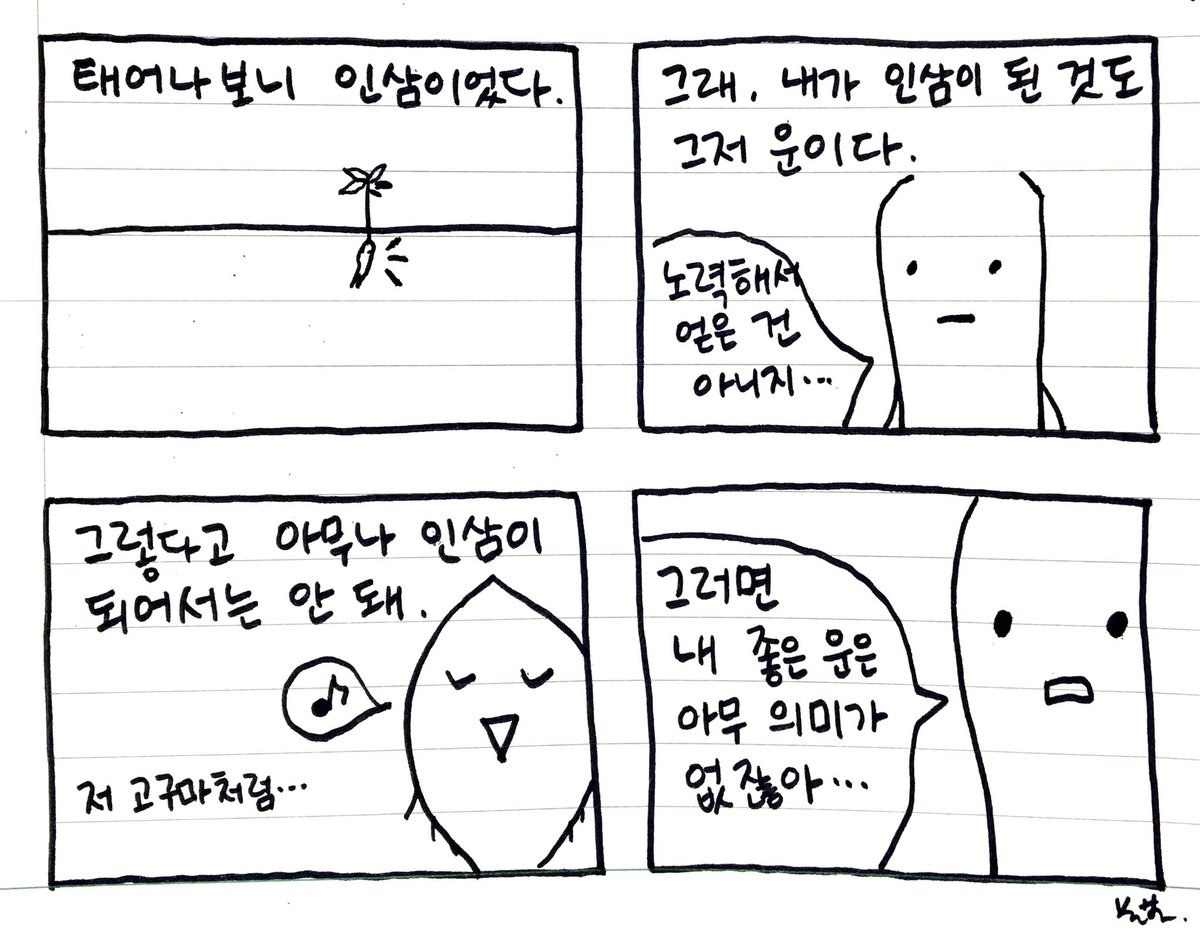 태어나보니 인삼이었다.
그래. 내가 인삼이 된 것도
그저 운이다.
노력해서
얻은 건
아니지...
그렇다고 아무나 인삼이
되어서는 안 돼.
저 고구마처럼...
그러면
내 좋은 운은
아무 의미가
없잖아...